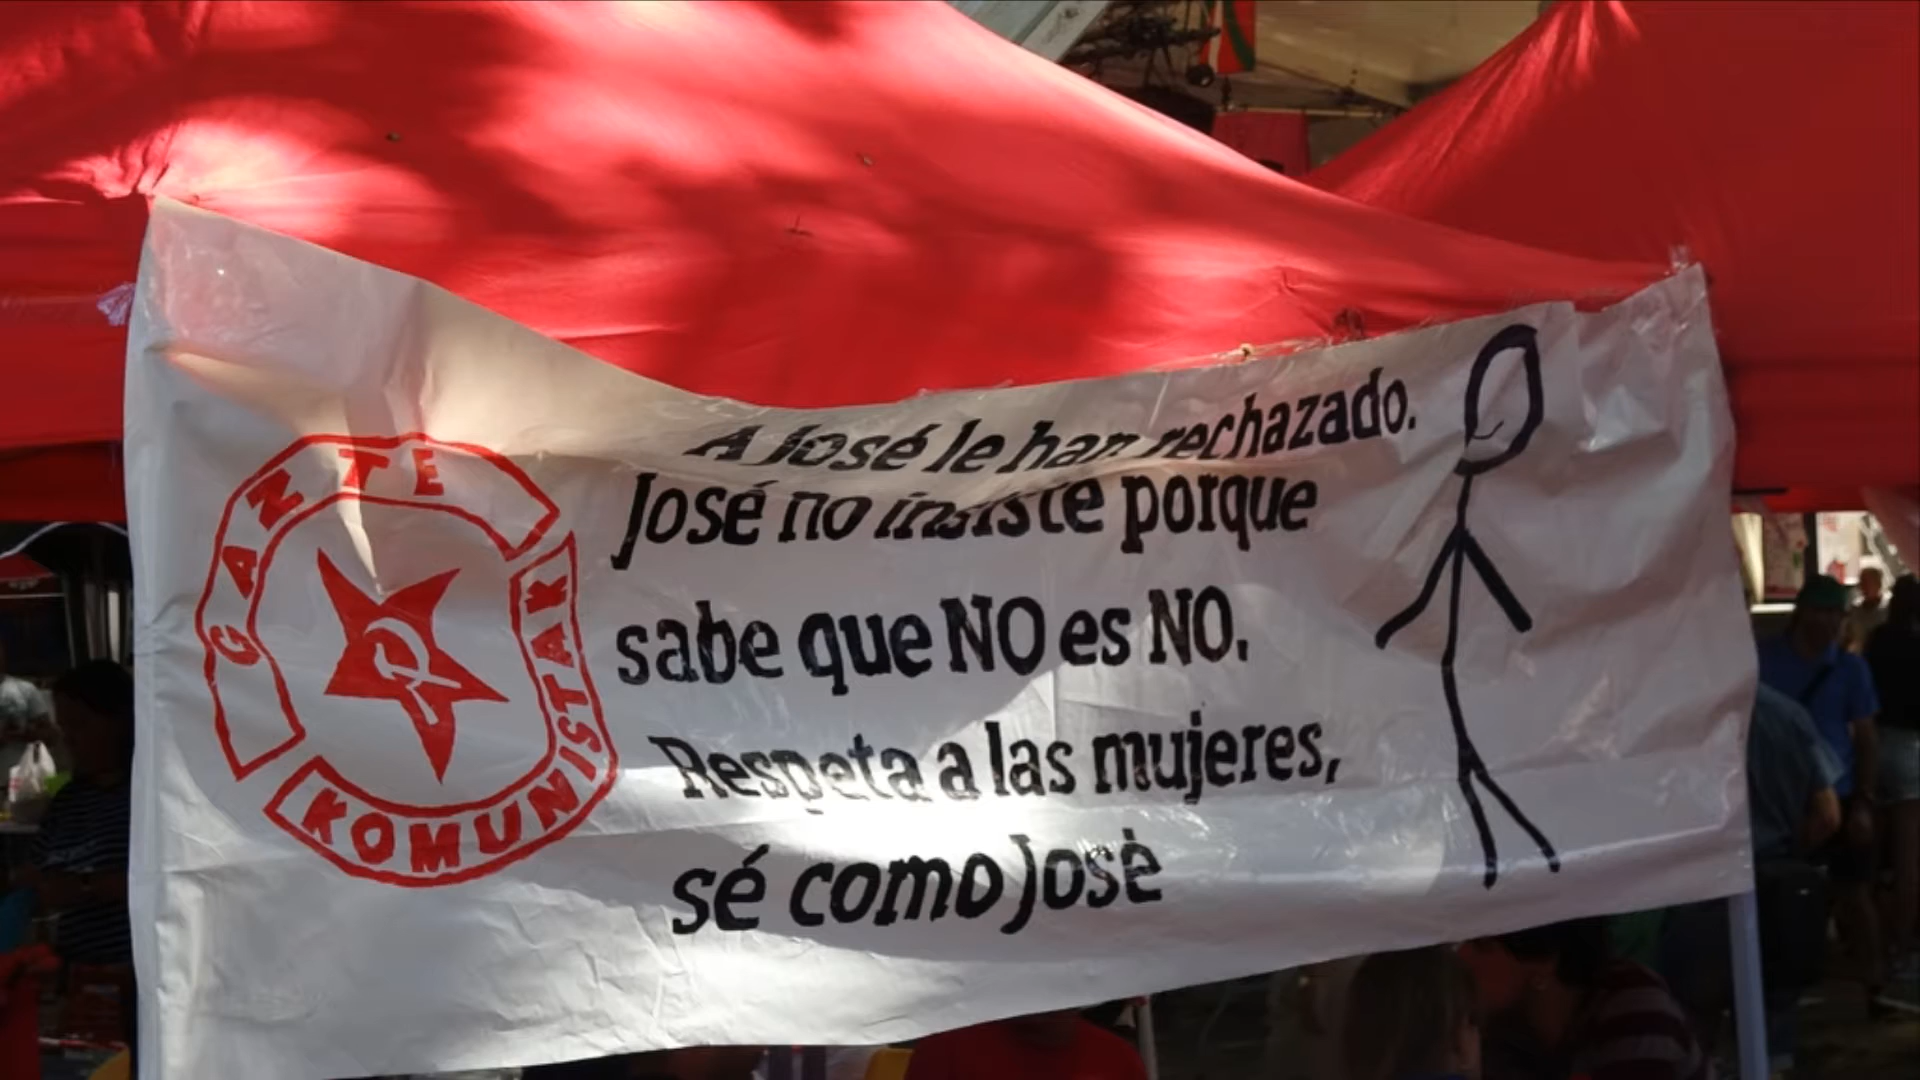 GAZTE
KOMUNISTAK
A José le han rechazado.
José no insiste porque
sabe que NO es NO.
Respeta a las mujeres,
sé como José